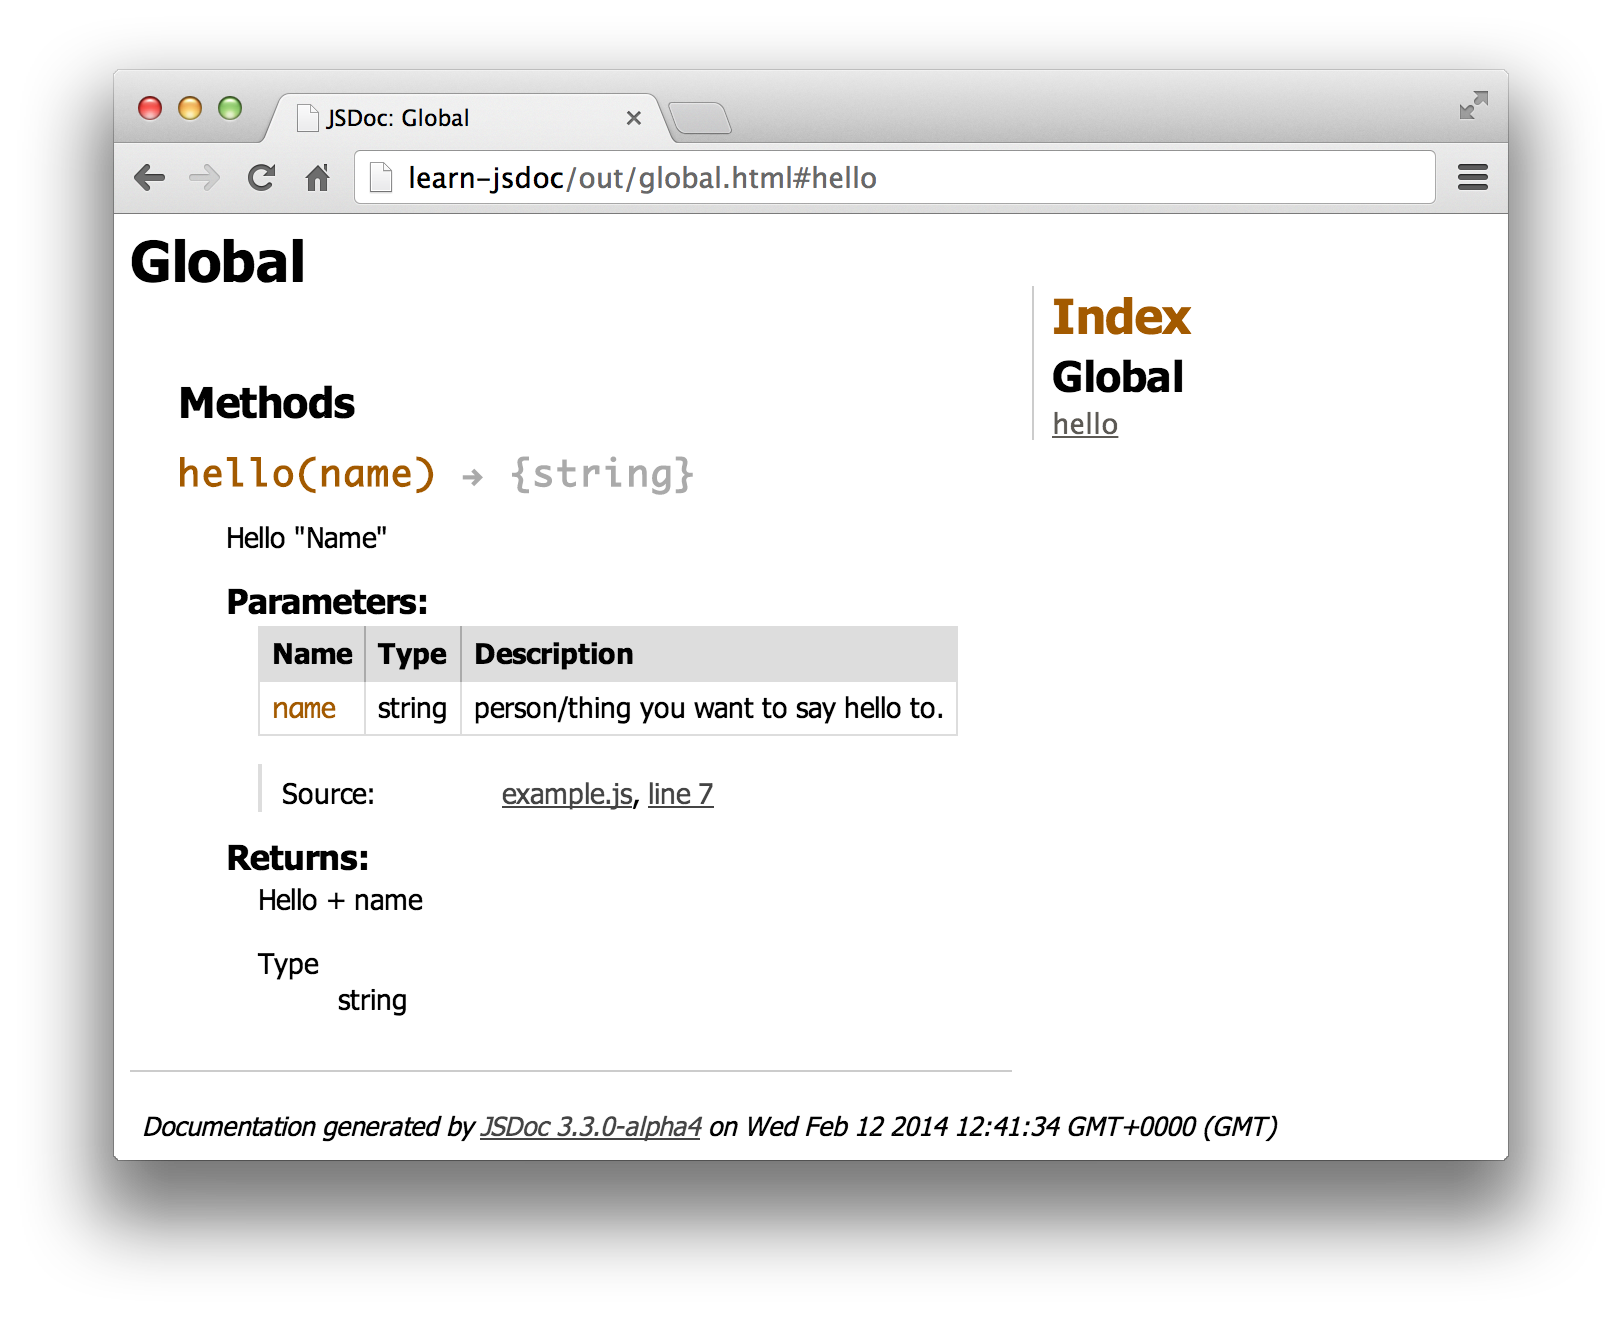 JSDoc: Global
learn-jsdoc/out/global.html#hello
Global
Methods
hello(name) → {string}
Hello "Name"
Parameters:
Name Type Description
name string person/thing you want to say hello to.
Source: example.js, line 7
Returns:
Hello + name
Type
string
Index
Global
hello
Documentation generated by JSDoc 3.3.0-alpha4 on Wed Feb 12 2014 12:41:34 GMT+0000 (GMT)